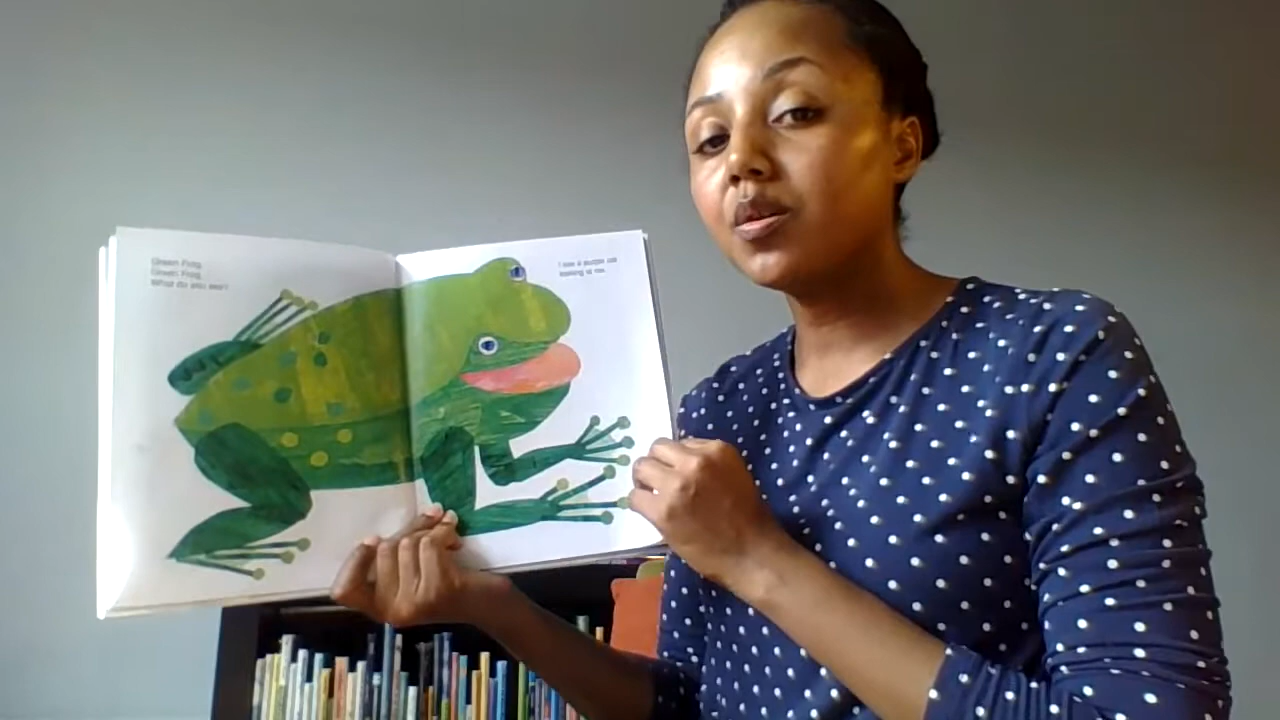 Green Frog,
Green Frog,
What do you see?
I see a purple cat
looking at me.